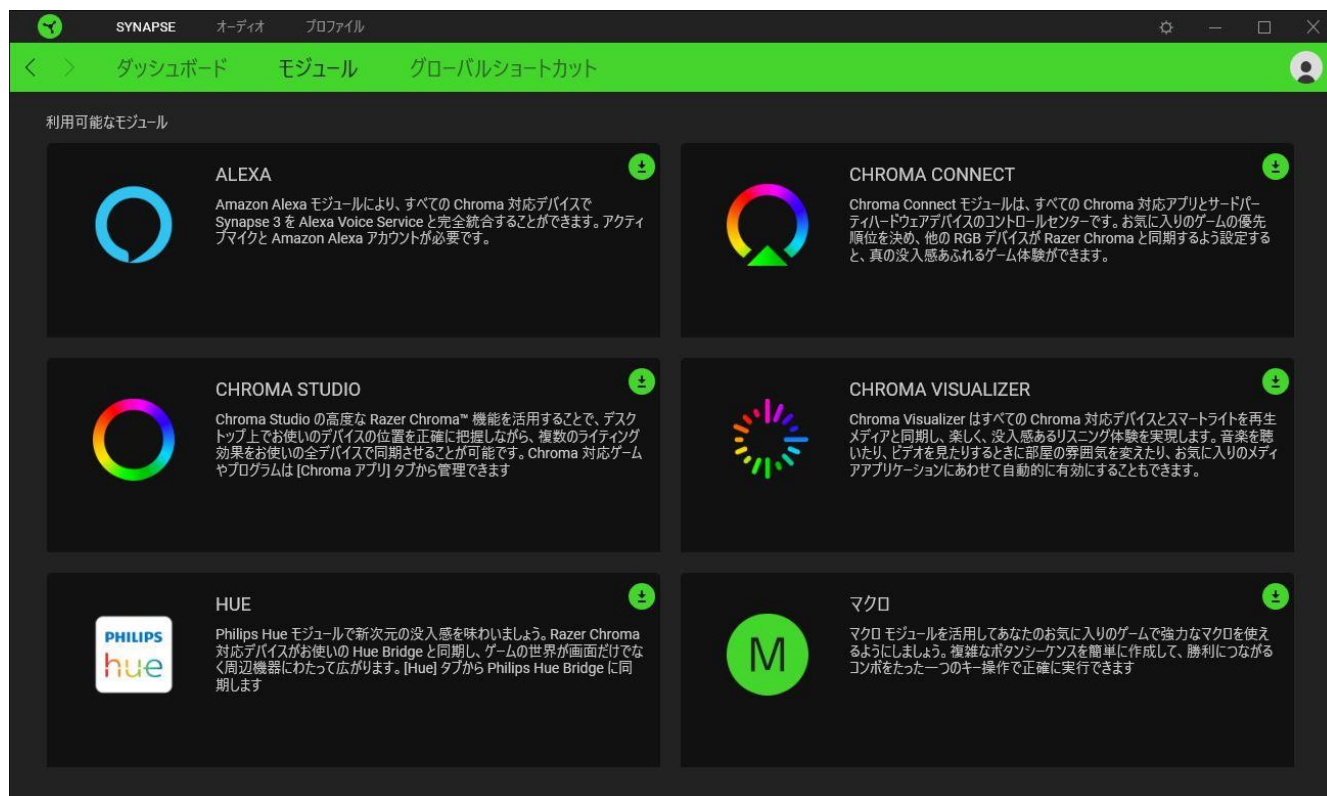 SYNAPSE オーディオ プロファイル
ダッシュボード モジュール グローバルショートカット
利用可能なモジュール
ALEXA
Amazon Alexa モジュールにより、すべての Chroma 対応デバイスで
Synapse 3 を Alexa Voice Service と完全統合することができます。アクティ
ブマイクと Amazon Alexa アカウントが必要です。
CHROMA CONNECT
Chroma Connect モジュールは、すべての Chroma 対応アプリとサードパー
ティハードウェアデバイスのコントロールセンターです。お気に入りのゲームの優先
順位を決め、他の RGB デバイスが Razer Chroma と同期するよう設定する
と、真の没入感あふれるゲーム体験ができます。
CHROMA STUDIO
Chroma Studio の高度な Razer Chroma™ 機能を活用することで、デスク
トップ上でお使いのデバイスの位置を正確に把握しながら、複数のライティング
効果をお使いの全デバイスで同期させることが可能です。Chroma 対応ゲーム
やプログラムは [Chroma アプリ] タブから管理できます
CHROMA VISUALIZER
Chroma Visualizer はすべての Chroma 対応デバイスとスマートライトを再生
メディアと同期し、楽しく、没入感あるリスニング体験を実現します。音楽を聴
いたり、ビデオを見たりするときに部屋の雰囲気を変えたり、お気に入りのメディ
アアプリケーションにあわせて自動的に有効にすることもできます。
PHILIPS
hue
HUE
Philips Hue モジュールで新次元の没入感を味わいましょう。Razer Chroma
対応デバイスがお使いの Hue Bridge と同期し、ゲームの世界が画面だけでな
く周辺機器にわたって広がります。[Hue] タブから Philips Hue Bridge に同
期します
M
マクロ
マクロ モジュールを活用してあなたのお気に入りのゲームで強力なマクロを使え
るようにしましょう。複雑なボタンシーケンスを簡単に作成して、勝利につながる
コンボをたった一つのキー操作で正確に実行できます